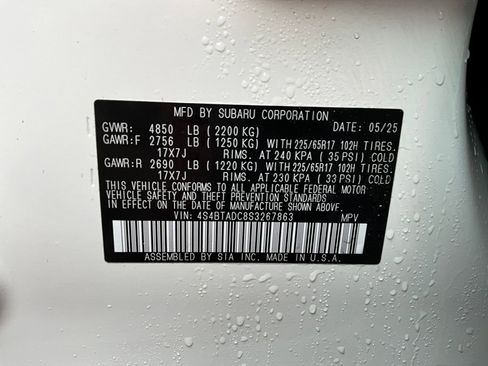 MFD BY SUBARU CORPORATION
GVWR: 4850 LB (2200 KG) DATE: 05/25
GAWR:F 2756 LB (1250 KG) WITH 225/65R17 102H TIRES.
17X7J RIMS. AT 240 KPA (35 PSI) COLD
GAWR:R 2690 LB (1220 KG) WITH 225/65R17 102H TIRES.
17X7J RIMS. AT 230 KPA (33 PSI) COLD
THIS VEHICLE CONFORMS TO ALL APPLICABLE FEDERAL MOTOR
VEHICLE SAFETY AND THEFT PREVENTION STANDARDS
IN EFFECT ON THE DATE OF MANUFACTURE SHOWN ABOVE.
VIN: 4S4BTADC8S3267863 MPV
ASSEMBLED BY SIA INC. MADE IN U.S.A.